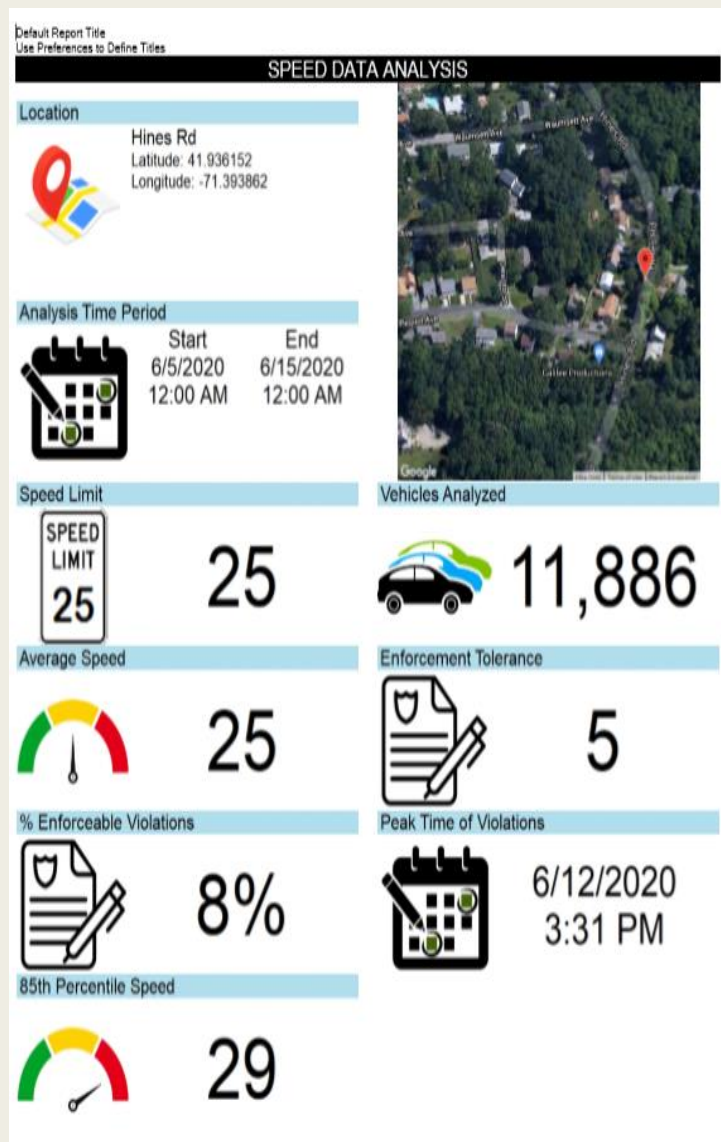 Default Report Title
Use Preferences to Define Titles
SPEED DATA ANALYSIS
Location
Hines Rd
Latitude: 41.936152
Longitude: -71.393862
Analysis Time Period
Start End
6/5/2020 6/15/2020
12:00 AM 12:00 AM
Google
Speed Limit
SPEED
LIMIT
25
25
Vehicles Analyzed
11,886
Average Speed
25
Enforcement Tolerance
5
% Enforceable Violations
8%
Peak Time of Violations
6/12/2020
3:31 PM
85th Percentile Speed
29